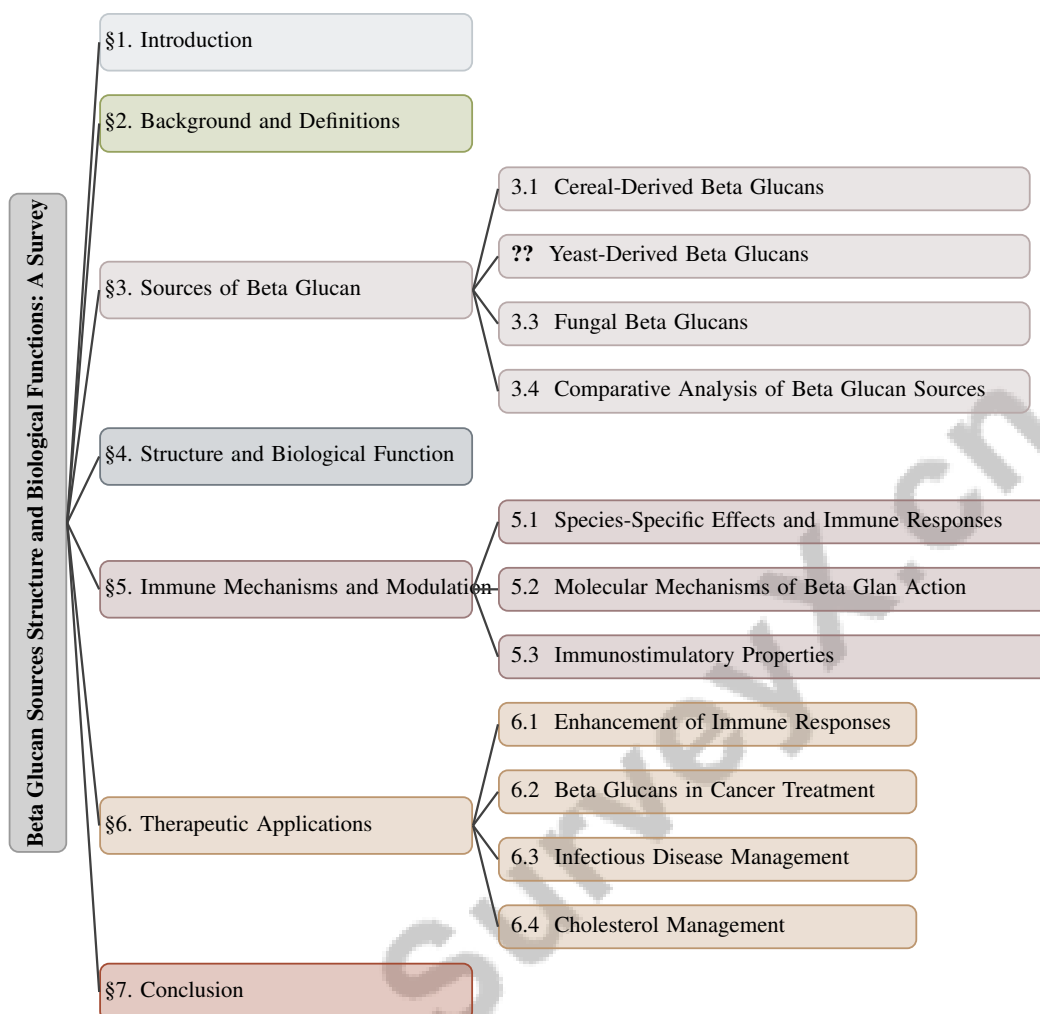 Beta Glucan Sources Structure and Biological Functions: A Survey
§1. Introduction
§2. Background and Definitions
§3. Sources of Beta Glucan
3.1 Cereal-Derived Beta Glucans
?? Yeast-Derived Beta Glucans
3.3 Fungal Beta Glucans
3.4 Comparative Analysis of Beta Glucan Sources
§4. Structure and Biological Function
§5. Immune Mechanisms and Modulation
5.1 Species-Specific Effects and Immune Responses
5.2 Molecular Mechanisms of Beta Glan Action
5.3 Immunostimulatory Properties
§6. Therapeutic Applications
6.1 Enhancement of Immune Responses
6.2 Beta Glucans in Cancer Treatment
6.3 Infectious Disease Management
6.4 Cholesterol Management
§7. Conclusion
SurveyX.cn